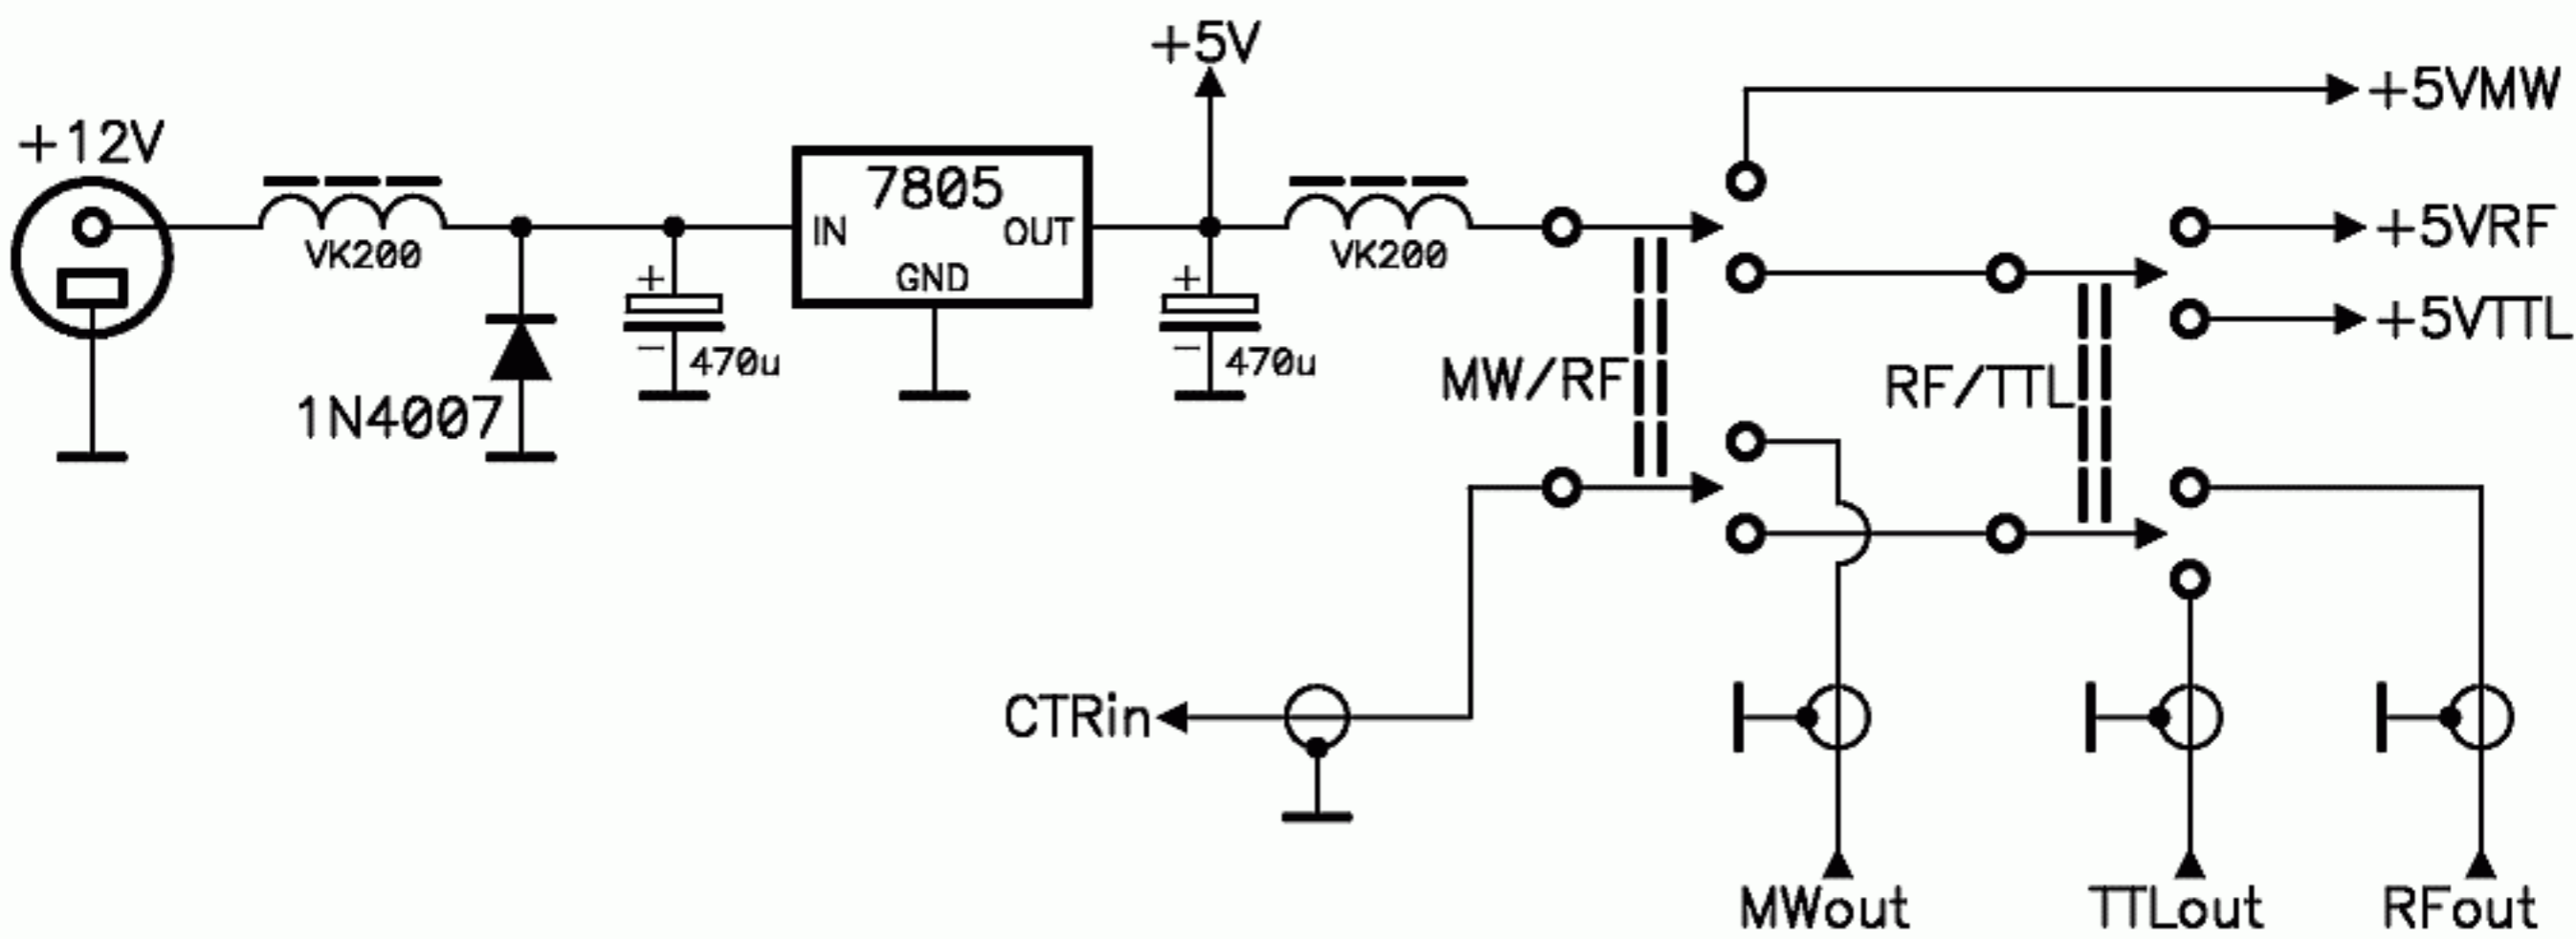 +5V
+5VMW
+12V
7805
+5VRF
IN
OUT
VK200
VK200
GND
+
+
+5VTTL
−
470u
−
470u
MW/RF
RF/TTL
1N4007
CTRin
MWout
TTLout
RFout